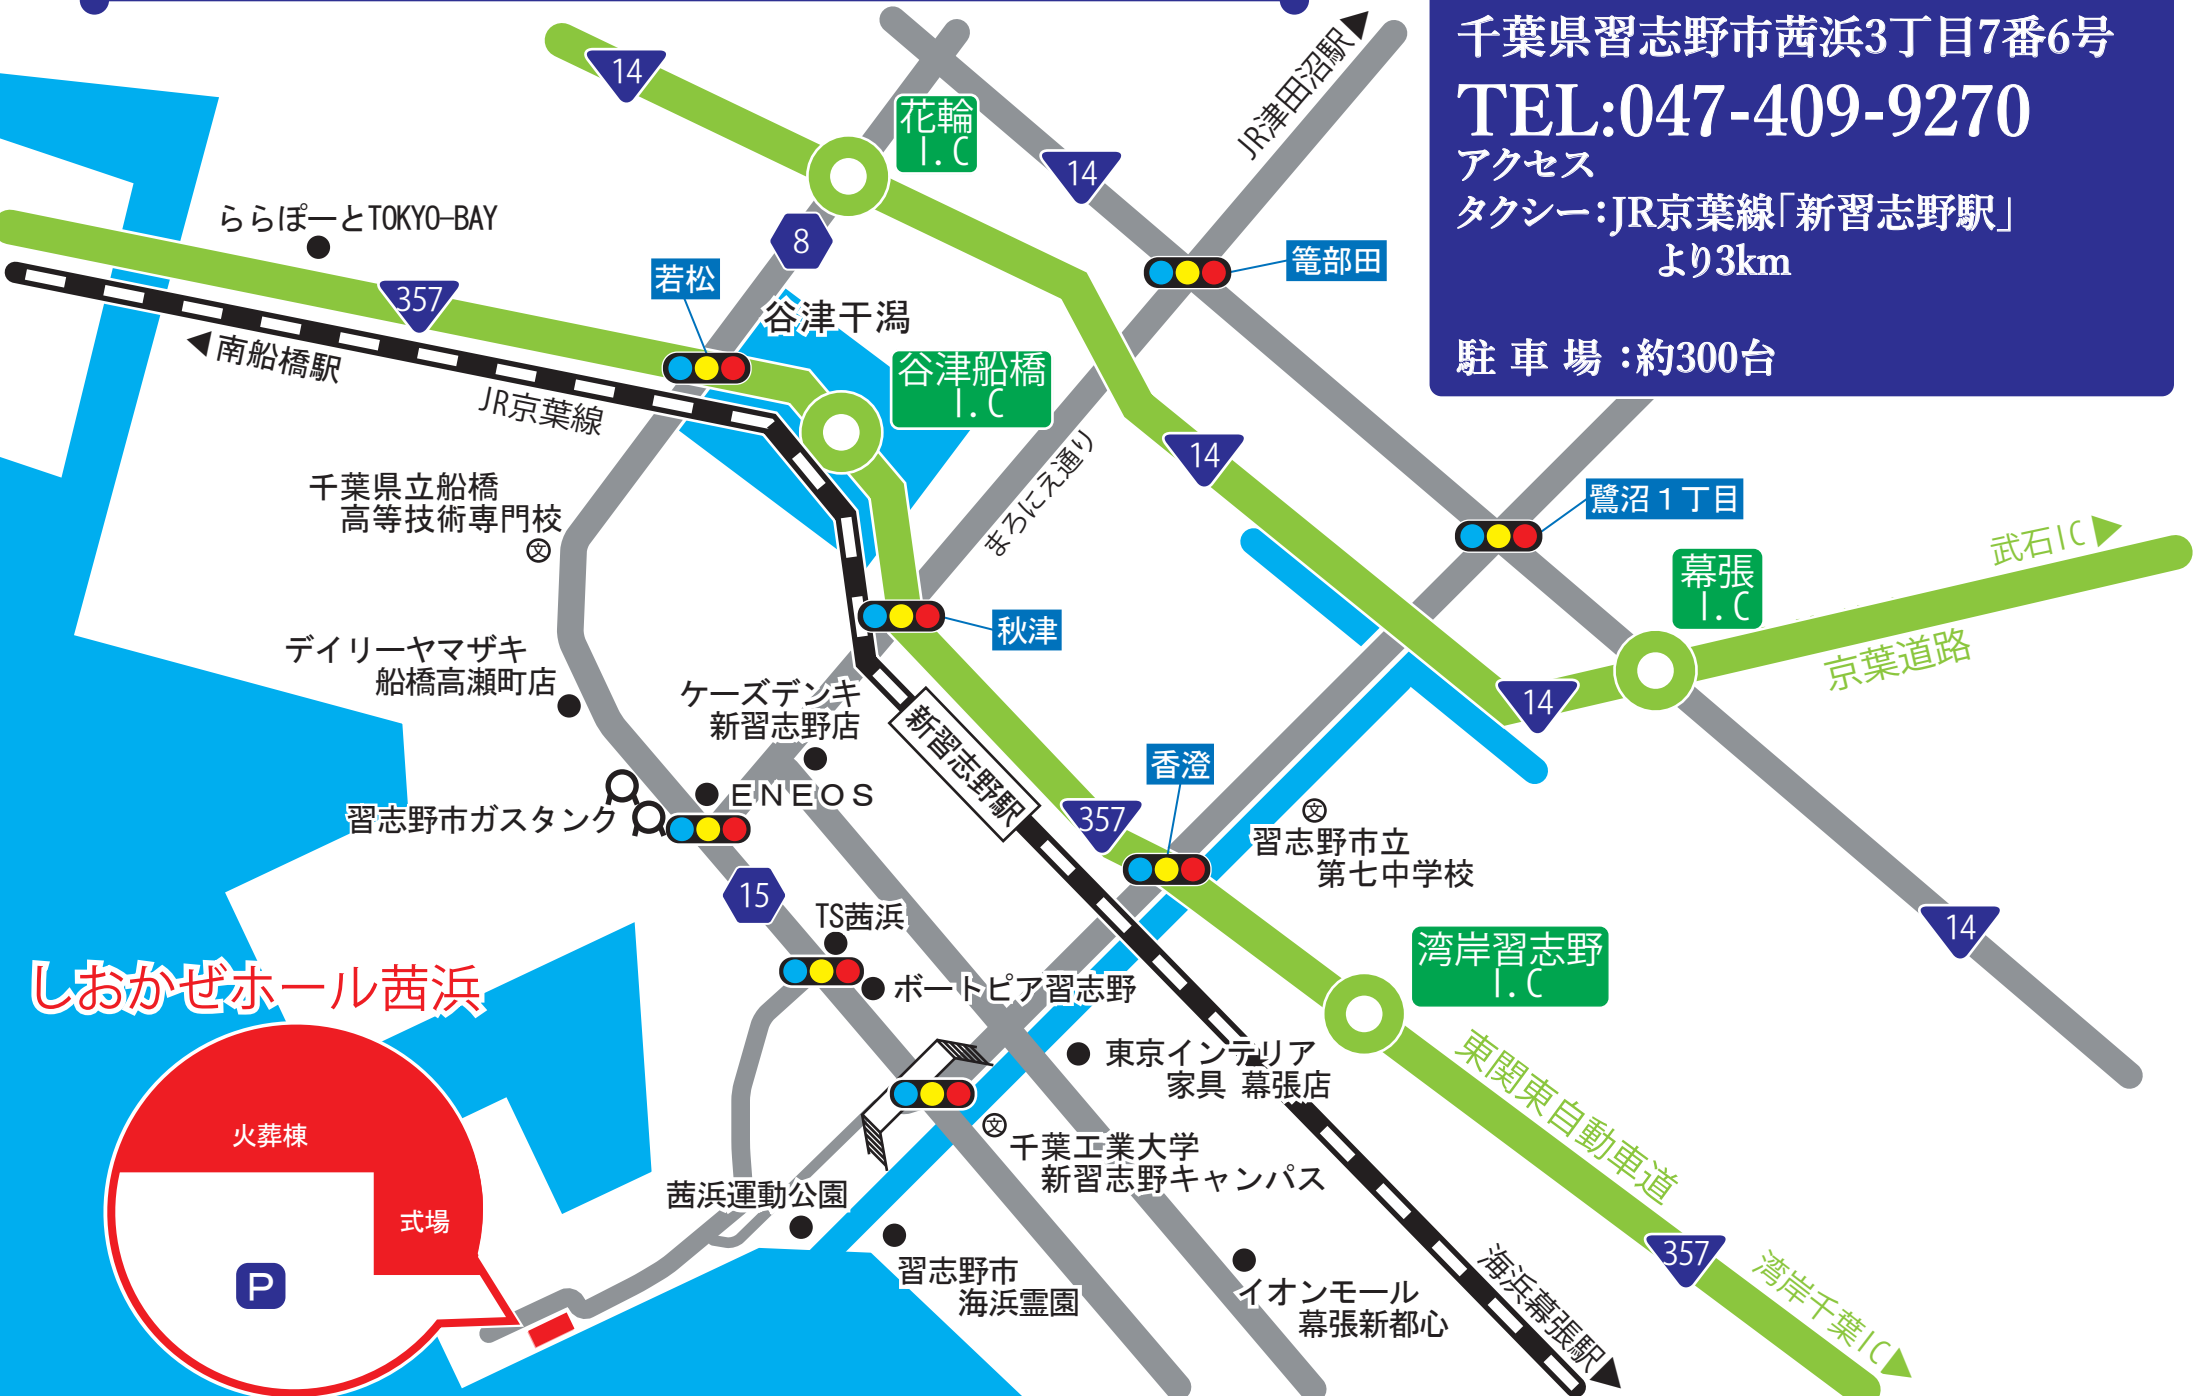 千葉県習志野市茜浜3丁目7番6号
TEL:047-409-9270
アクセス
タクシー:JR京葉線「新習志野駅」
より3km
駐 車 場 :約300台
14
花輪
I.C
14
JR津田沼駅
ららぽーとTOKYO-BAY
8
篭部田
若松
357
谷津干潟
南船橋駅
JR京葉線
谷津船橋
I.C
まろにえ通り
14
千葉県立船橋
高等技術専門校
文
鷺沼1丁目
武石IC
幕張
I.C
京葉道路
秋津
デイリーヤマザキ
船橋高瀬町店
ケーズデンキ
新習志野店
14
新習志野駅
香澄
ENEOS
習志野市ガスタンク
357
文
習志野市立
第七中学校
15
TS茜浜
14
湾岸習志野
I.C
しおかぜホール茜浜
ボートピア習志野
東京インテリア
家具 幕張店
東関東自動車道
火葬棟
文
千葉工業大学
新習志野キャンパス
茜浜運動公園
式場
P
習志野市
海浜霊園
イオンモール
幕張新都心
海浜幕張駅
357
湾岸千葉IC